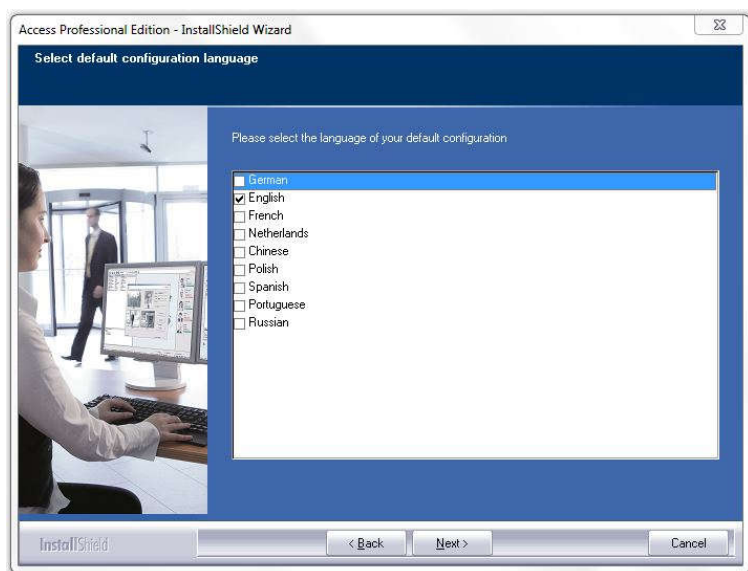 Access Professional Edition - InstallShield Wizard
Select default configuration language
Please select the language of your default configuration
German
English
French
Netherlands
Chinese
Polish
Spanish
Portuguese
Russian
InstallShield
< Back
Next >
Cancel